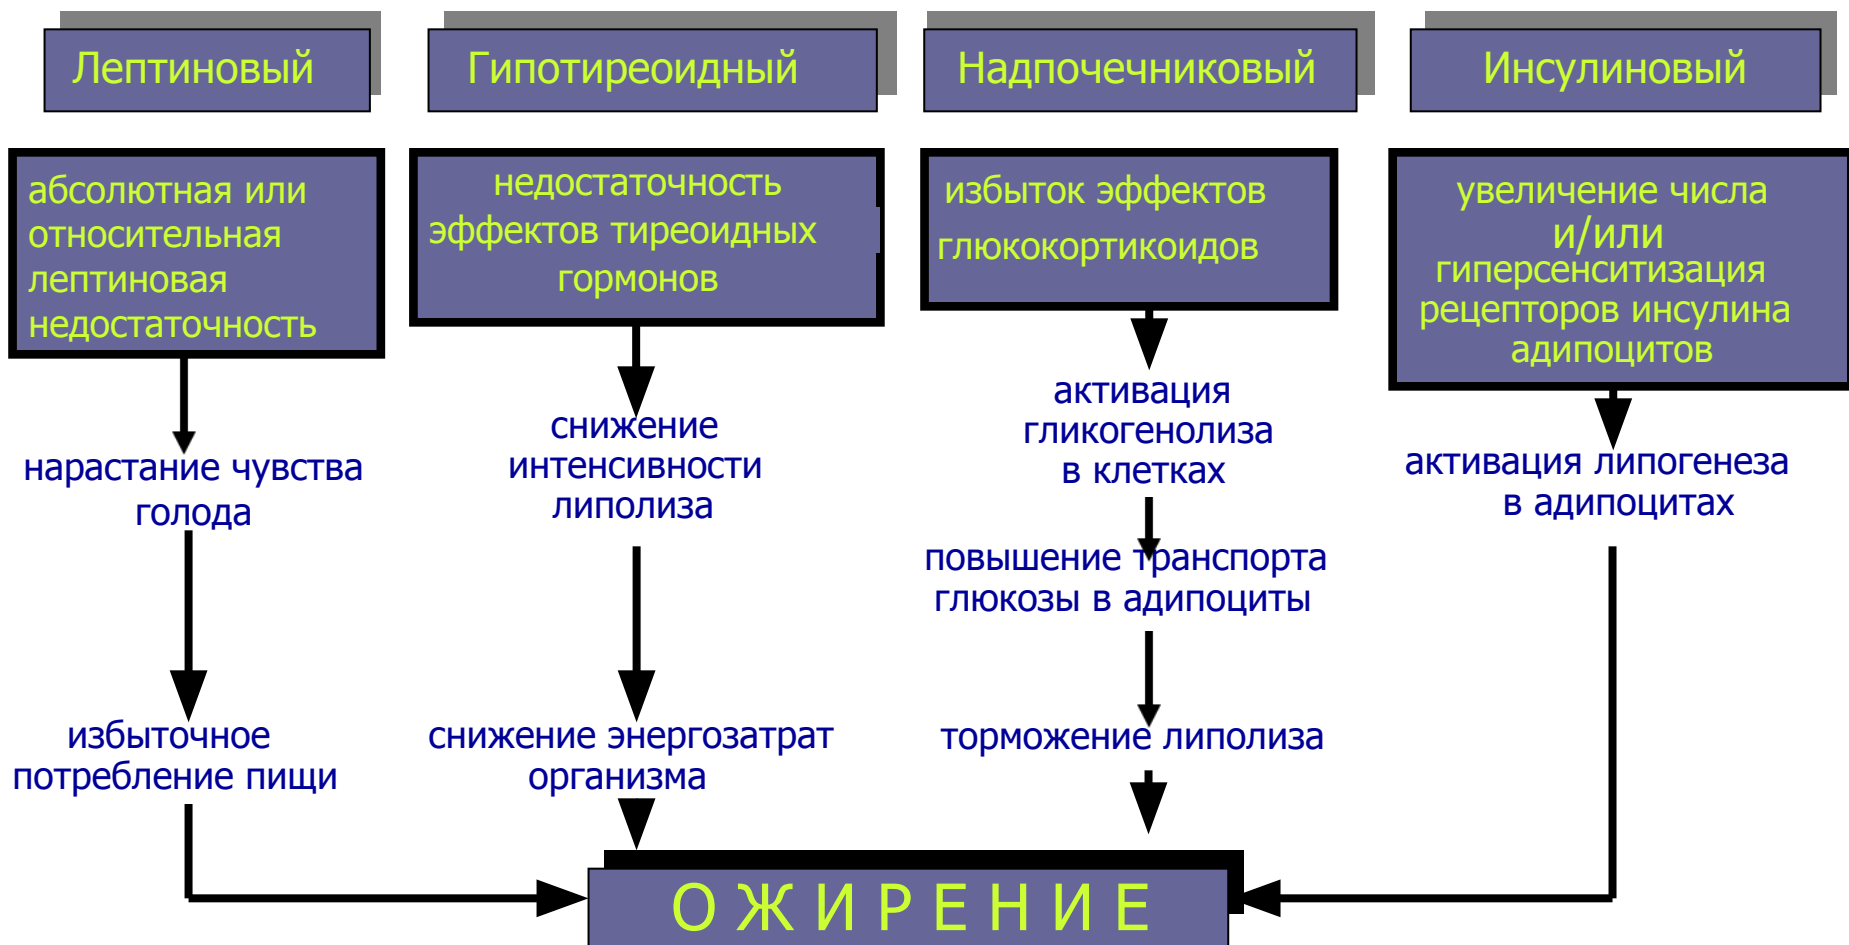 Лептиновый
Гипотиреоидный
Надпочечниковый
Инсулиновый
абсолютная или
относительная
лептиновая
недостаточность
нарастание чувства
голода
избыточное
потребление пищи
недостаточность
эффектов тиреоидных
гормонов
снижение
интенсивности
липолиза
снижение энергозатрат
организма
избыток эффектов
глюкокортикоидов
активация
гликогенолиза
в клетках
повышение транспорта
глюкозы в адипоциты
торможение липолиза
увеличение числа
и/или
гиперсенситизация
рецепторов инсулина
адипоцитов
активация липогенеза
в адипоцитах
О Ж И Р Е Н И Е